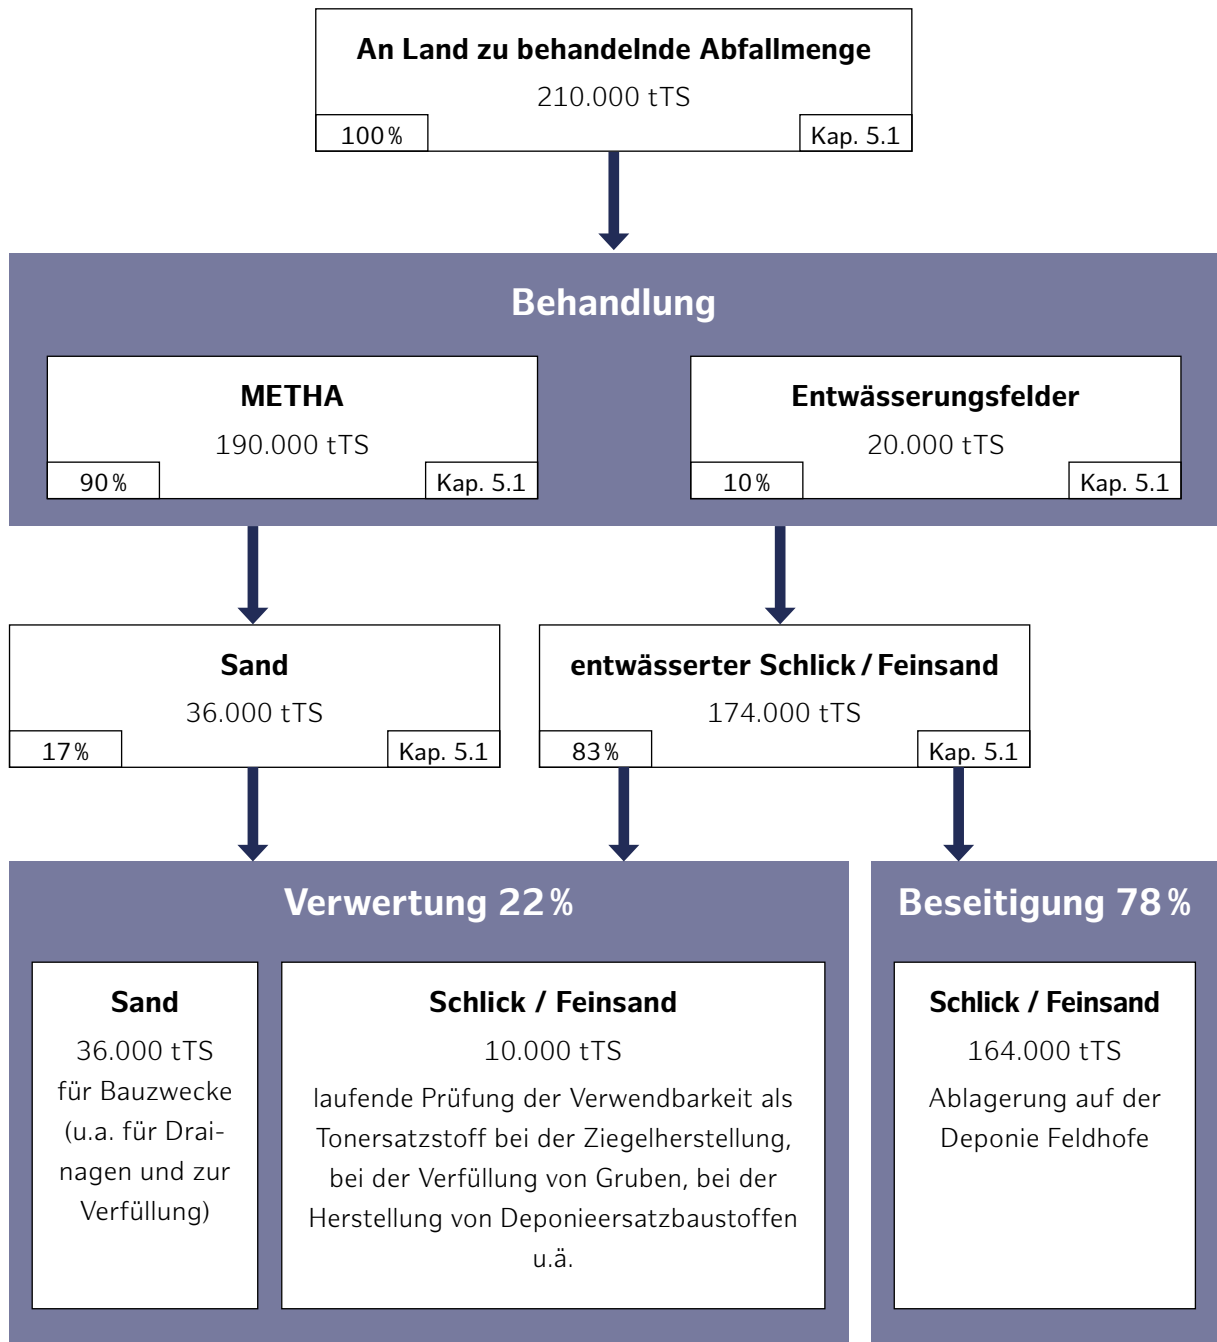 An Land zu behandelnde Abfallmenge
210.000 tTS
100 %
Kap. 5.1
Behandlung
METHA
190.000 tTS
90 %
Kap. 5.1
Entwässerungsfelder
20.000 tTS
10 %
Kap. 5.1
Sand
36.000 tTS
17 %
Kap. 5.1
entwässerter Schlick / Feinsand
174.000 tTS
83 %
Kap. 5.1
Verwertung 22 %
Sand
36.000 tTS
für Bauzwecke
(u.a. für Drai-
nagen und zur
Verfüllung)
Schlick / Feinsand
10.000 tTS
laufende Prüfung der Verwendbarkeit als
Tonersatzstoff bei der Ziegelherstellung,
bei der Verfüllung von Gruben, bei der
Herstellung von Deponieersatzbaustoffen
u.ä.
Beseitigung 78 %
Schlick / Feinsand
164.000 tTS
Ablagerung auf der
Deponie Feldhofe